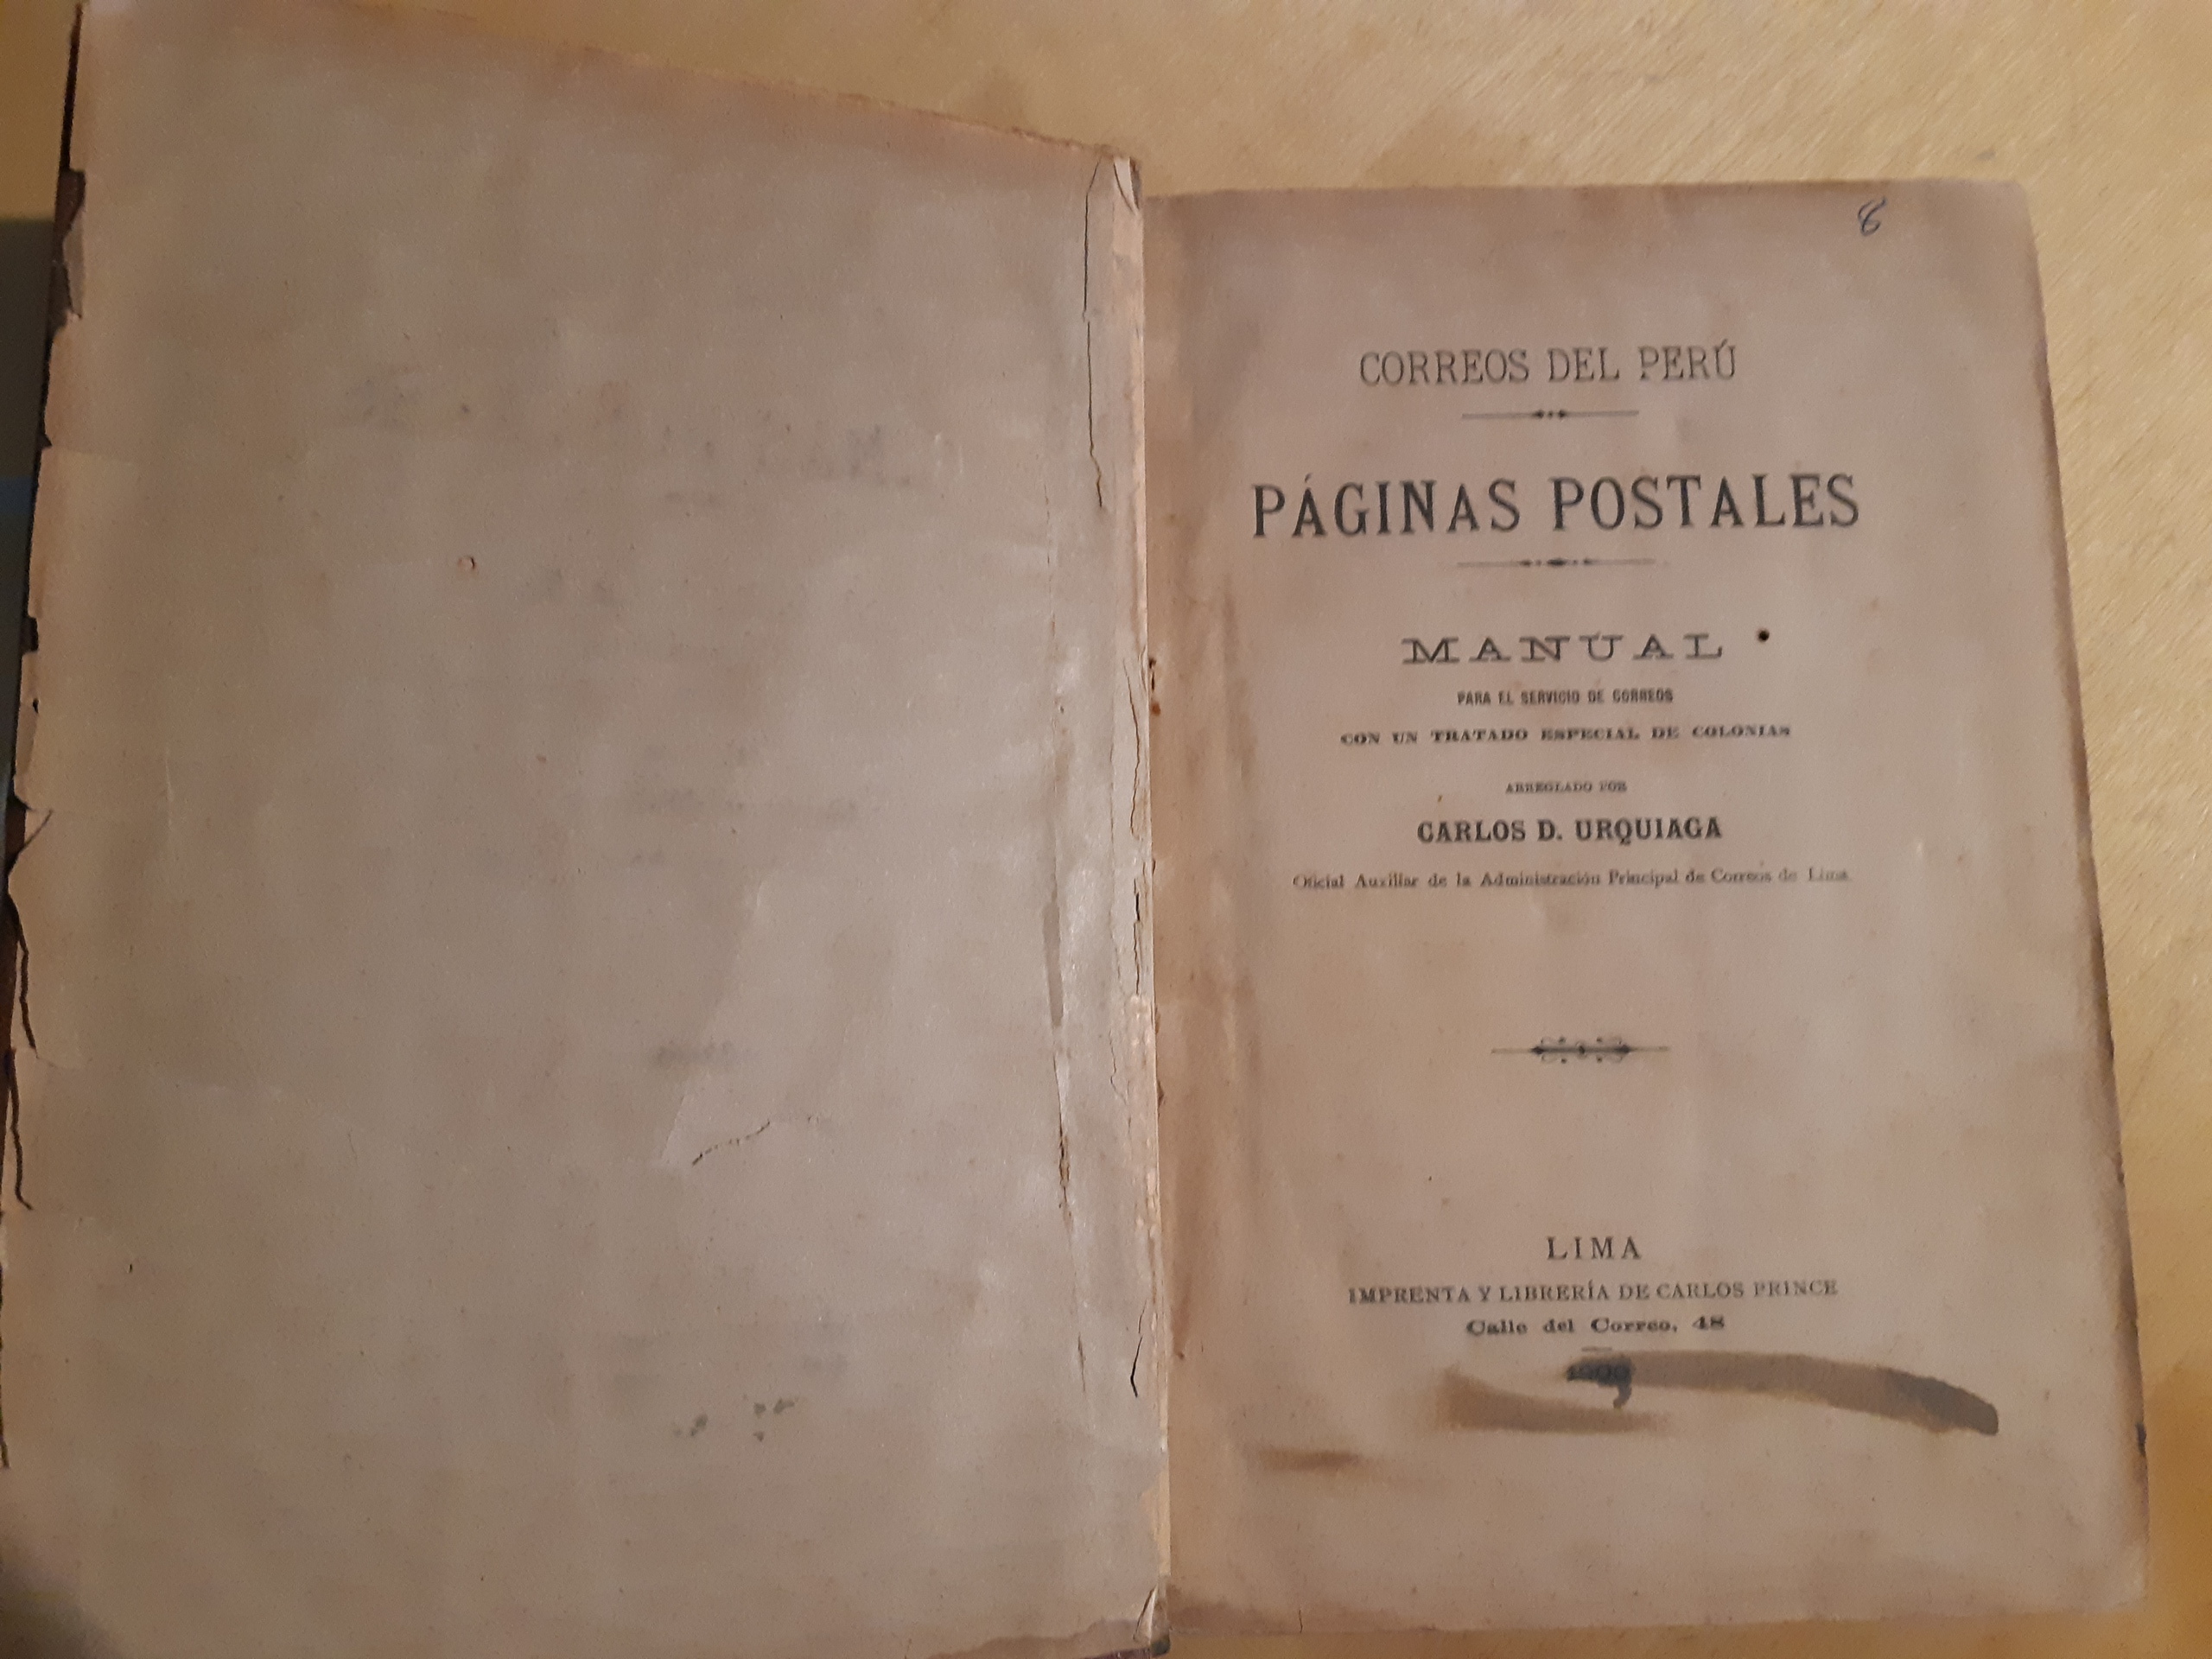 8
CORREOS DEL PERÚ
PÁGINAS POSTALES
MANUAL
PARA EL SERVICIO DE CORREOS
CON UN TRATADO ESPECIAL DE COLONIAS
ARREGLADO POR
CARLOS D. URQUIAGA
Oficial Auxiliar de la Administración Principal de Correos de Lima
LIMA
IMPRENTA Y LIBRERÍA DE CARLOS PRINCE
Calle del Correo, 48